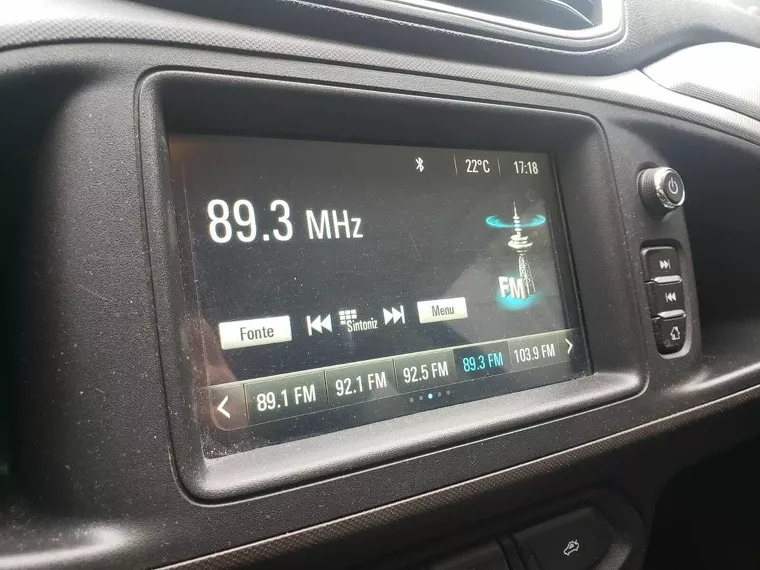 22°C 17:18
89.3 MHz
FM
Fonte Sintoniz Menu
89.1 FM 92.1 FM 92.5 FM 89.3 FM 103.9 FM